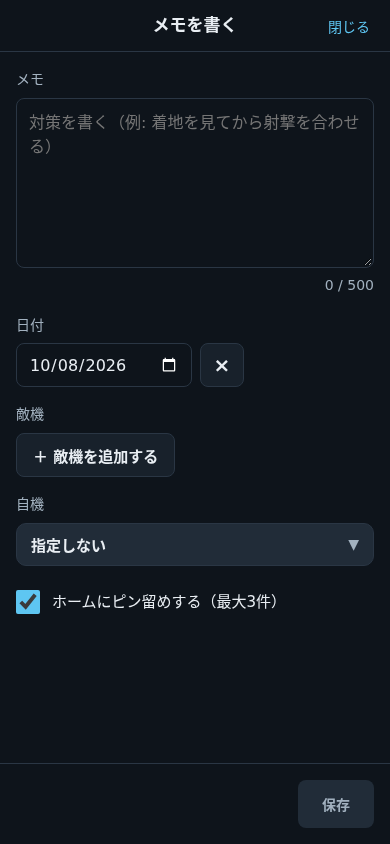 メモを書く
閉じる
メモ
対策を書く（例: 着地を見てから射撃を合わせ
る）
0 / 500
日付
10/08/2026
×
敵機
＋ 敵機を追加する
自機
指定しない
▼
ホームにピン留めする（最大3件）
保存